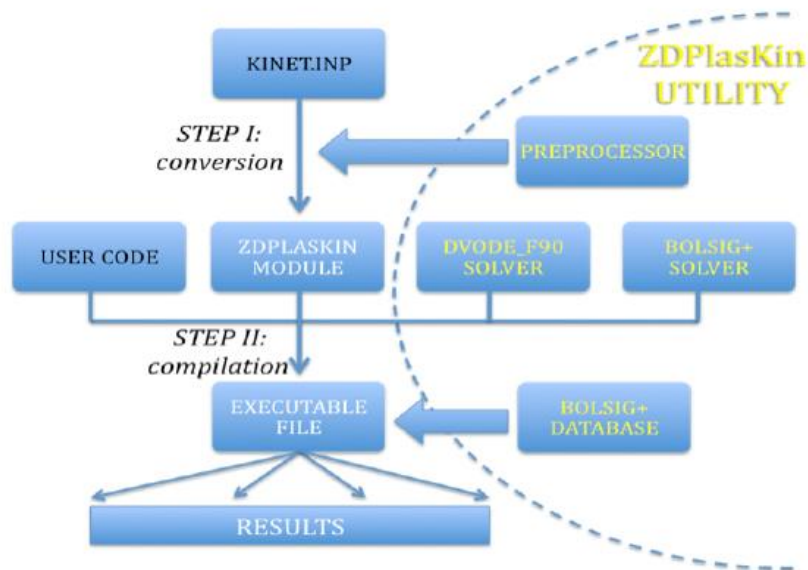 KINET.INP
ZDPlasKin
UTILITY
STEP I:
conversion
PREPROCESSOR
USER CODE
ZDPLASKIN
MODULE
DVODE_F90
SOLVER
BOLSIG+
SOLVER
STEP II:
compilation
EXECUTABLE
FILE
BOLSIG+
DATABASE
RESULTS